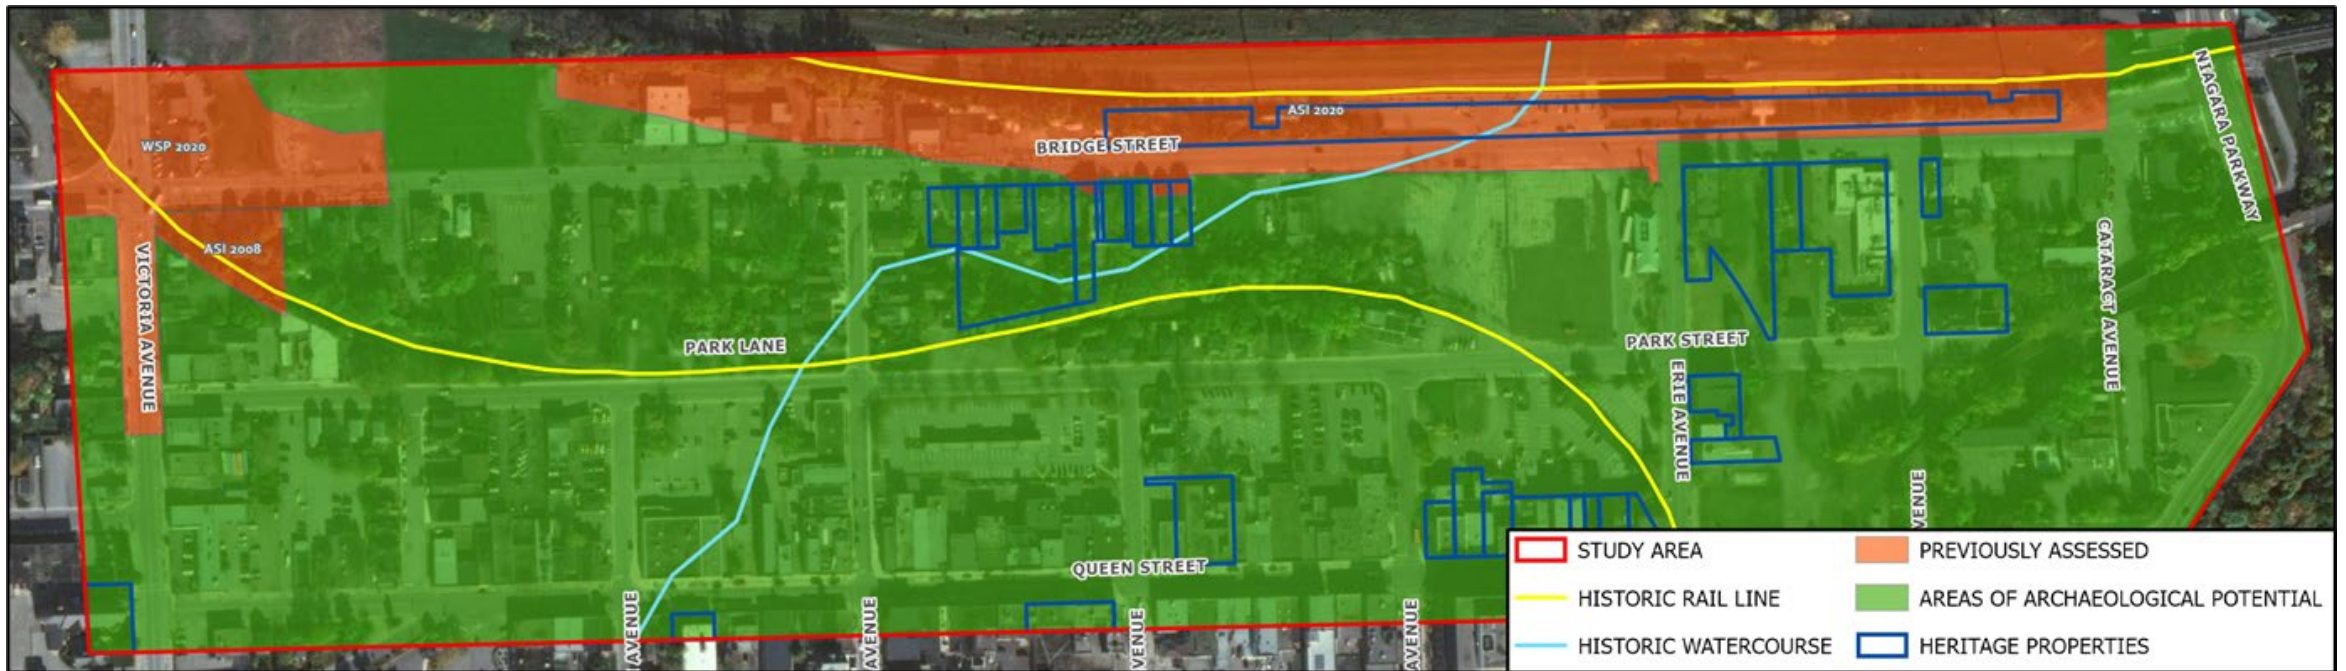 NIAGARA PARKWAY
ASI 2020
BRIDGE STREET
WSP 2020
ASI 2008
VICTORIA AVENUE
CATARACT AVENUE
PARK LANE
PARK STREET
ERIE AVENUE
QUEEN STREET
AVENUE
AVENUE
VENUE
AVENUE
VENUE
STUDY AREA
PREVIOUSLY ASSESSED
HISTORIC RAIL LINE
AREAS OF ARCHAEOLOGICAL POTENTIAL
HISTORIC WATERCOURSE
HERITAGE PROPERTIES